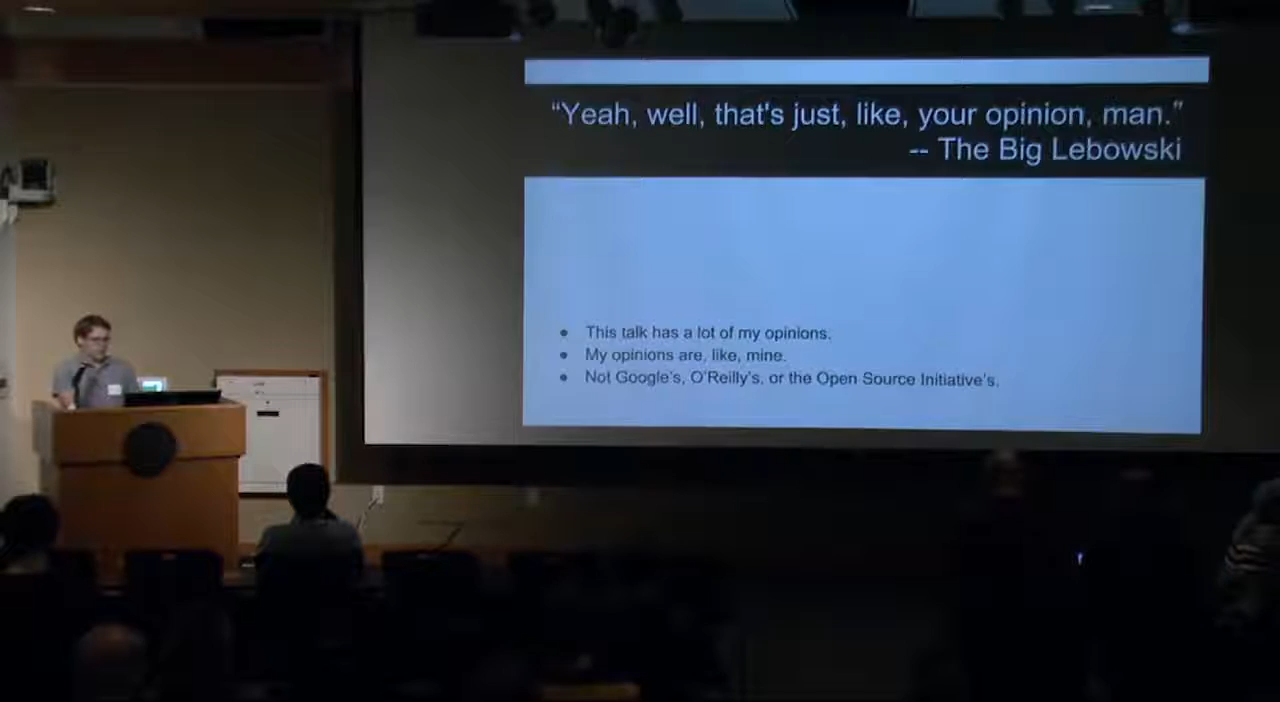 “Yeah, well, that's just, like, your opinion, man.”
-- The Big Lebowski
● This talk has a lot of my opinions.
● My opinions are, like, mine.
● Not Google's, O'Reilly's, or the Open Source Initiative's.